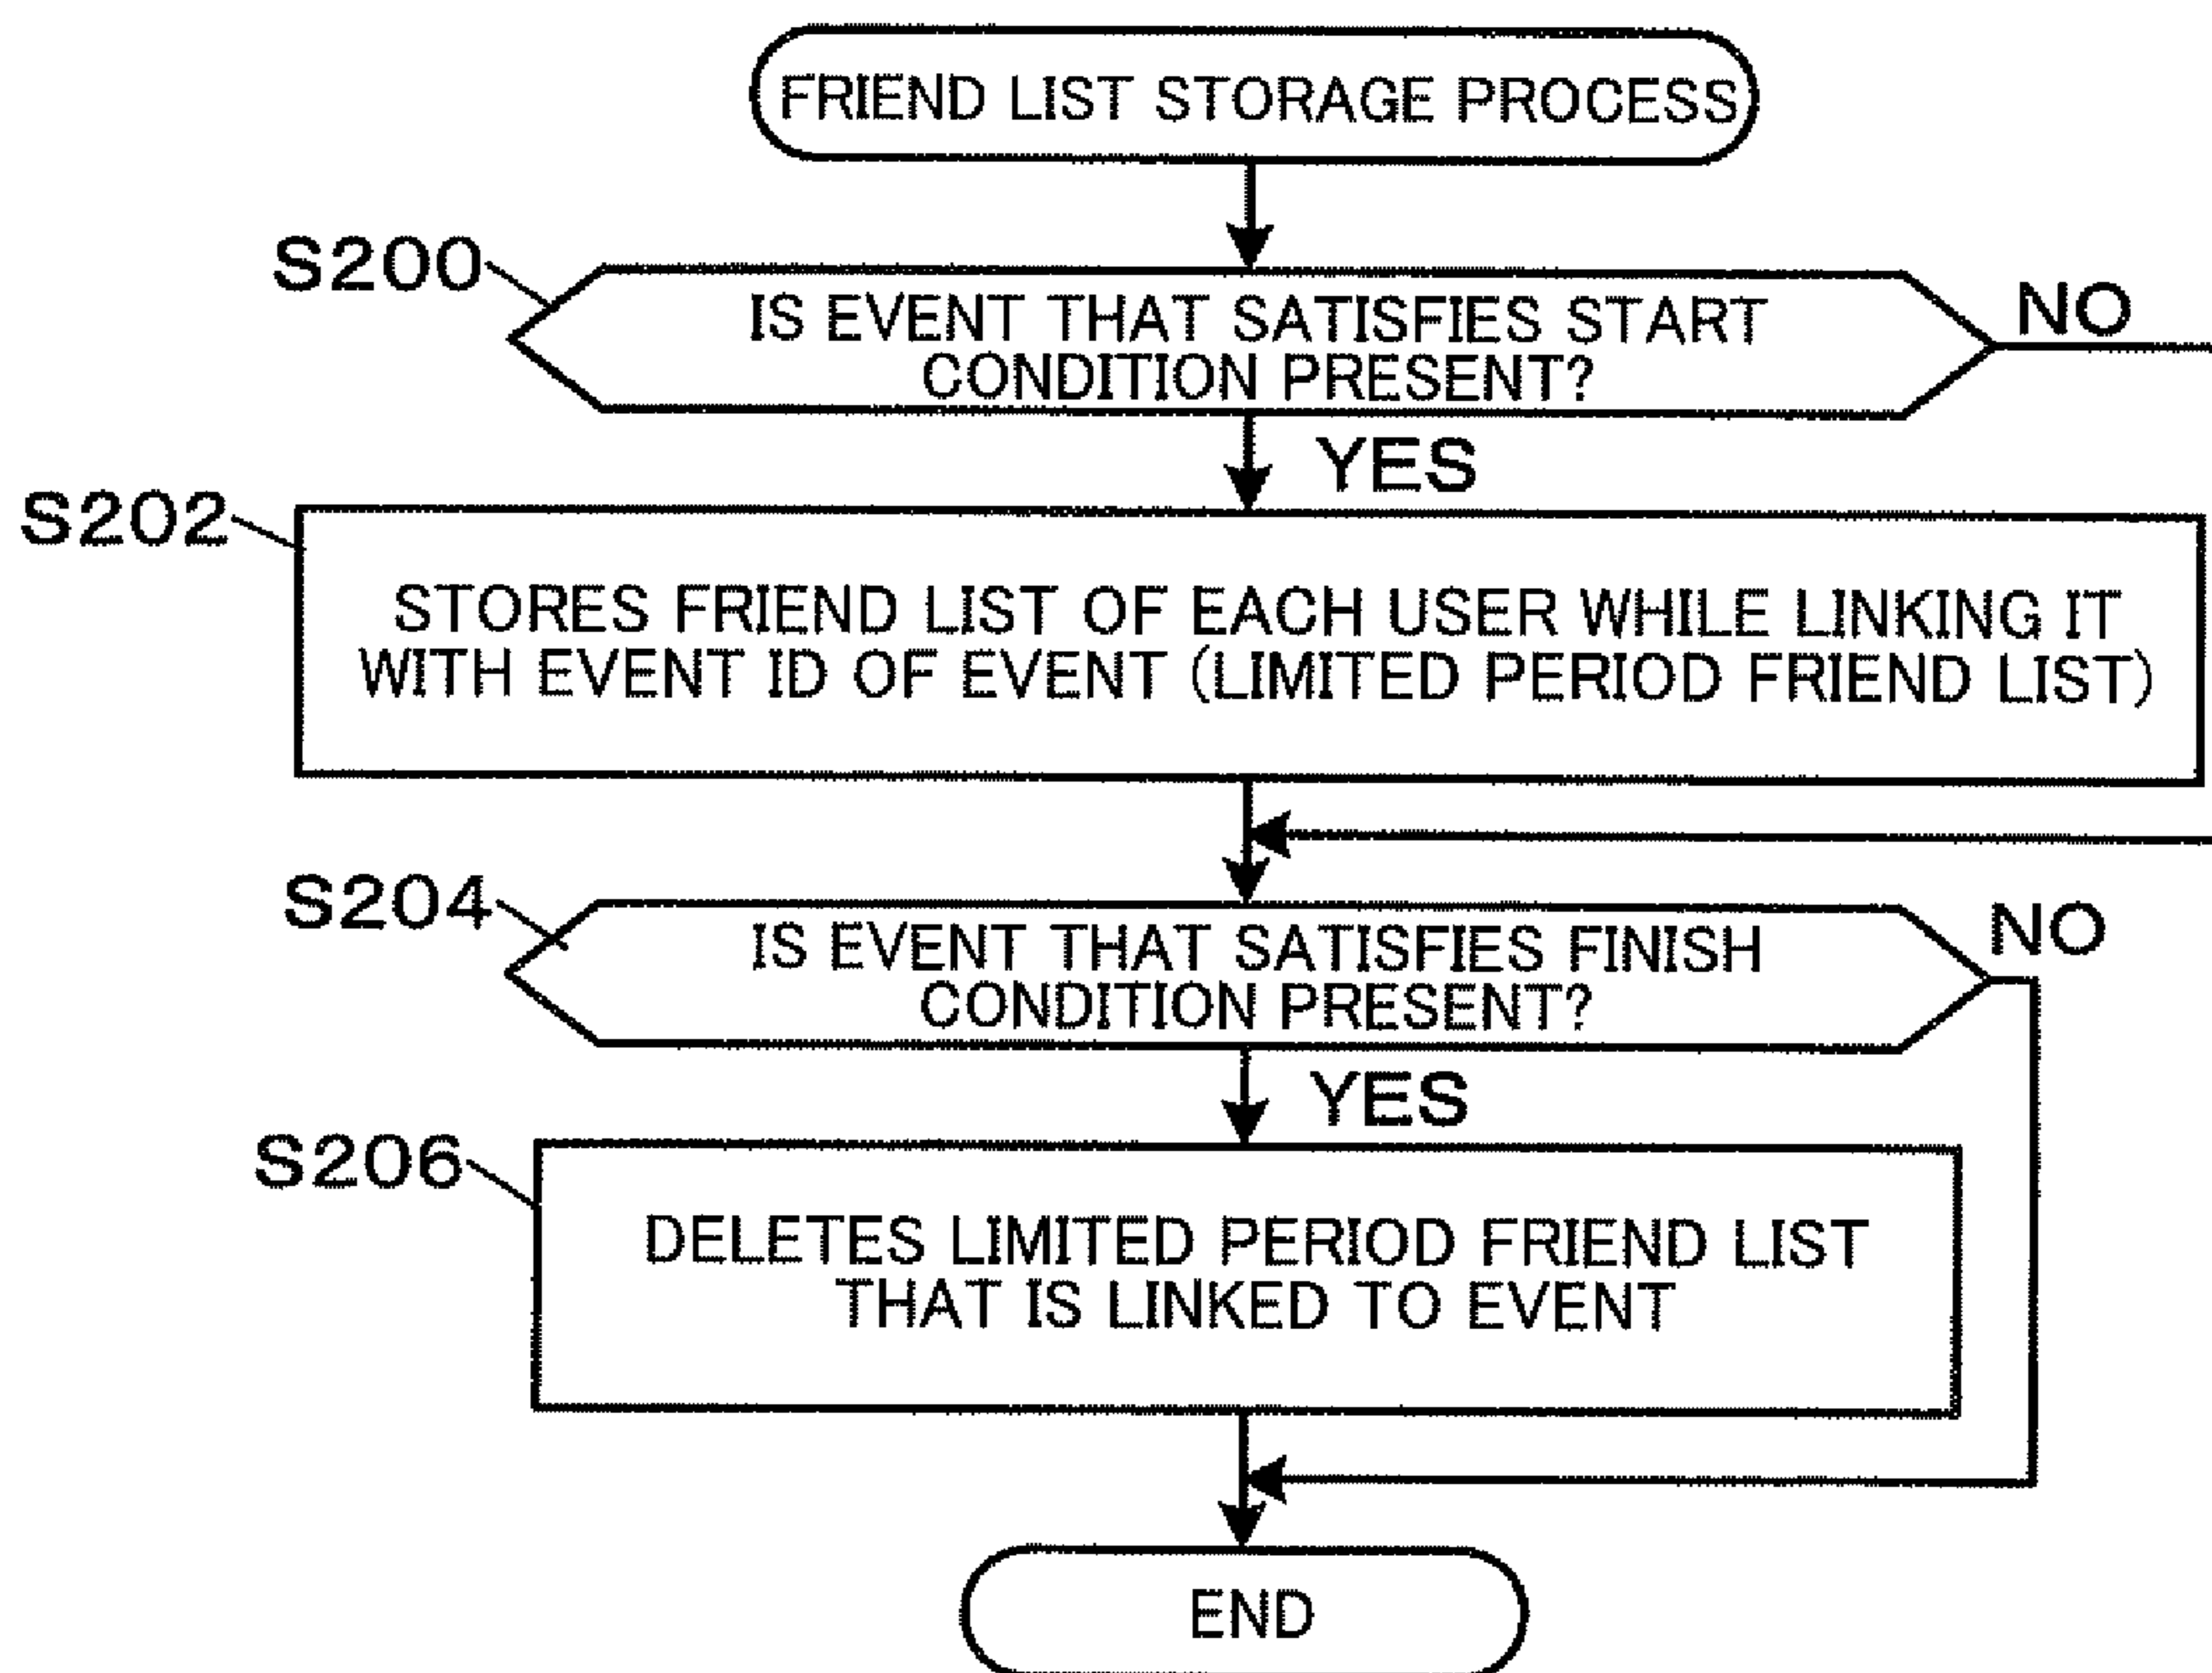 FRIEND LIST STORAGE PROCESS
S200
IS EVENT THAT SATISFIES START
CONDITION PRESENT?
NO
YES
S202
STORES FRIEND LIST OF EACH USER WHILE LINKING IT
WITH EVENT ID OF EVENT (LIMITED PERIOD FRIEND LIST)
S204
IS EVENT THAT SATISFIES FINISH
CONDITION PRESENT?
NO
YES
S206
DELETES LIMITED PERIOD FRIEND LIST
THAT IS LINKED TO EVENT
END